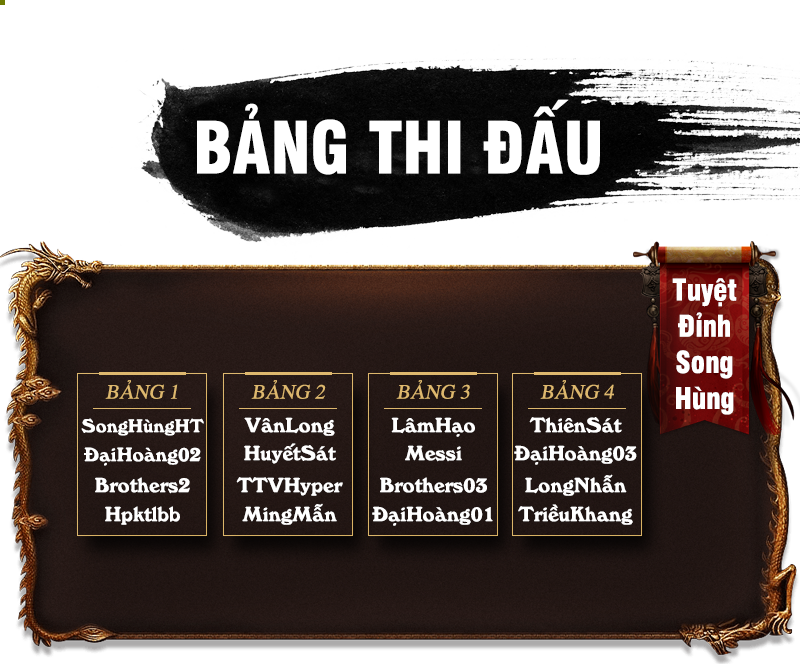 BẢNG THI ĐẤU
Tuyệt
Đỉnh
Song
Hùng
BẢNG 1
SongHùngHT
ĐạiHoàng02
Brothers2
Hpktlbb
BẢNG 2
VânLong
HuyếtSát
TTVHyper
MingMẫn
BẢNG 3
LâmHạo
Messi
Brothers03
ĐạiHoàng01
BẢNG 4
ThiênSát
ĐạiHoàng03
LongNhẫn
TriềuKhang